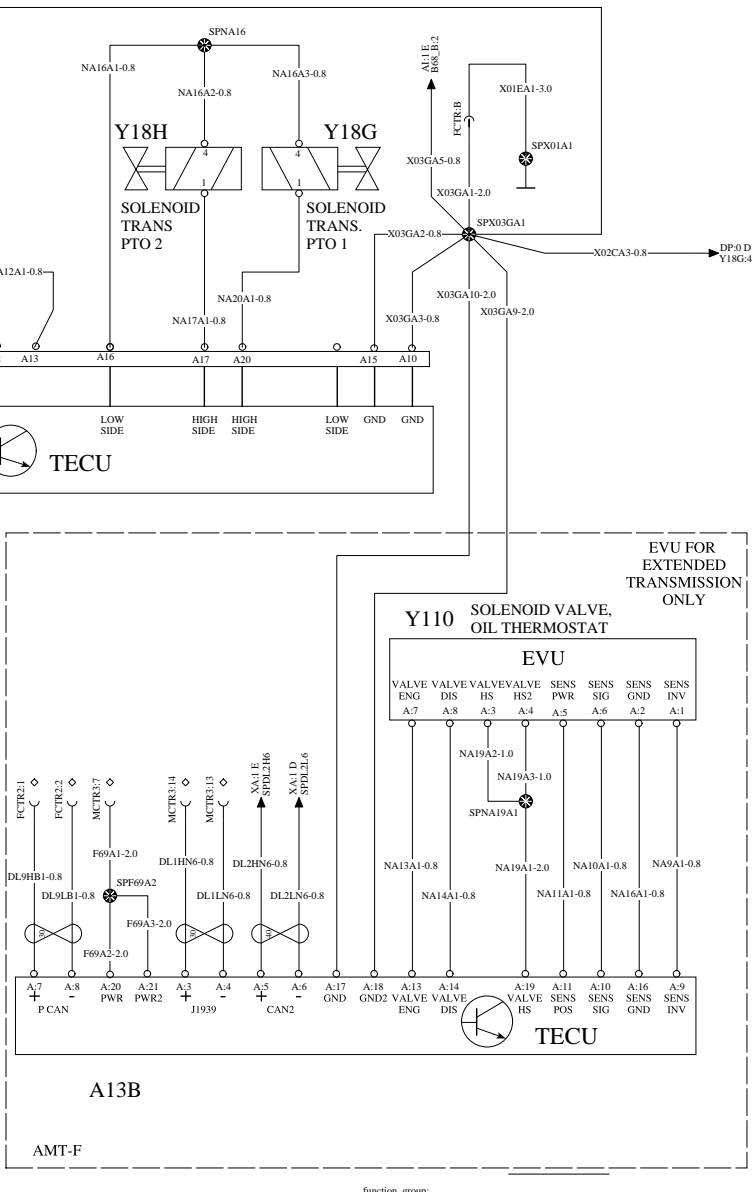 SPNA16
NA16A1-0.8
NA16A2-0.8
NA16A3-0.8
Y18H
Y18G
4
4
1
1
SOLENOID
TRANS
PTO 2
SOLENOID
TRANS.
PTO 1
AI:1 E
B68_B:2
FCTR:B
X01EA1-3.0
SPX01A1
X03GA5-0.8
X03GA1-2.0
SPX03GA1
X03GA2-0.8
X02CA3-0.8
DP:0 D
Y18G:4
A12A1-0.8
NA20A1-0.8
NA17A1-0.8
X03GA10-2.0
X03GA3-0.8
X03GA9-2.0
A13
A16
A17
A20
A15
A10
LOW
SIDE
HIGH
SIDE
HIGH
SIDE
LOW
SIDE
GND
GND
TECU
EVU FOR
EXTENDED
TRANSMISSION
ONLY
Y110
SOLENOID VALVE,
OIL THERMOSTAT
EVU
VALVE
ENG
VALVE
DIS
VALVE
HS
VALVE
HS2
SENS
PWR
SENS
SIG
SENS
GND
SENS
INV
A:7
A:8
A:3
A:4
A:5
A:6
A:2
A:1
NA19A2-1.0
NA19A3-1.0
SPNA19A1
FCTR2:1
FCTR2:2
MCTR3:7
MCTR3:14
MCTR3:13
XA:1 E
SPDL2H6
XA:1 D
SPDL2L6
F69A1-2.0
DL9HB1-0.8
DL9LB1-0.8
SPF69A2
DL1HN6-0.8
DL1LN6-0.8
DL2HN6-0.8
DL2LN6-0.8
NA13A1-0.8
NA14A1-0.8
NA19A1-2.0
NA11A1-0.8
NA10A1-0.8
NA16A1-0.8
NA9A1-0.8
F69A3-2.0
F69A2-2.0
30
30
40
A:7
+
A:8
-
P CAN
A:20
PWR
A:21
PWR2
A:3
+
A:4
-
J1939
A:5
+
A:6
-
CAN2
A:17
GND
A:18
GND2
A:13
VALVE
ENG
A:14
VALVE
DIS
A:19
VALVE
HS
A:11
SENS
POS
A:10
SENS
SIG
A:16
SENS
GND
A:9
SENS
INV
TECU
A13B
AMT-F
function_group: